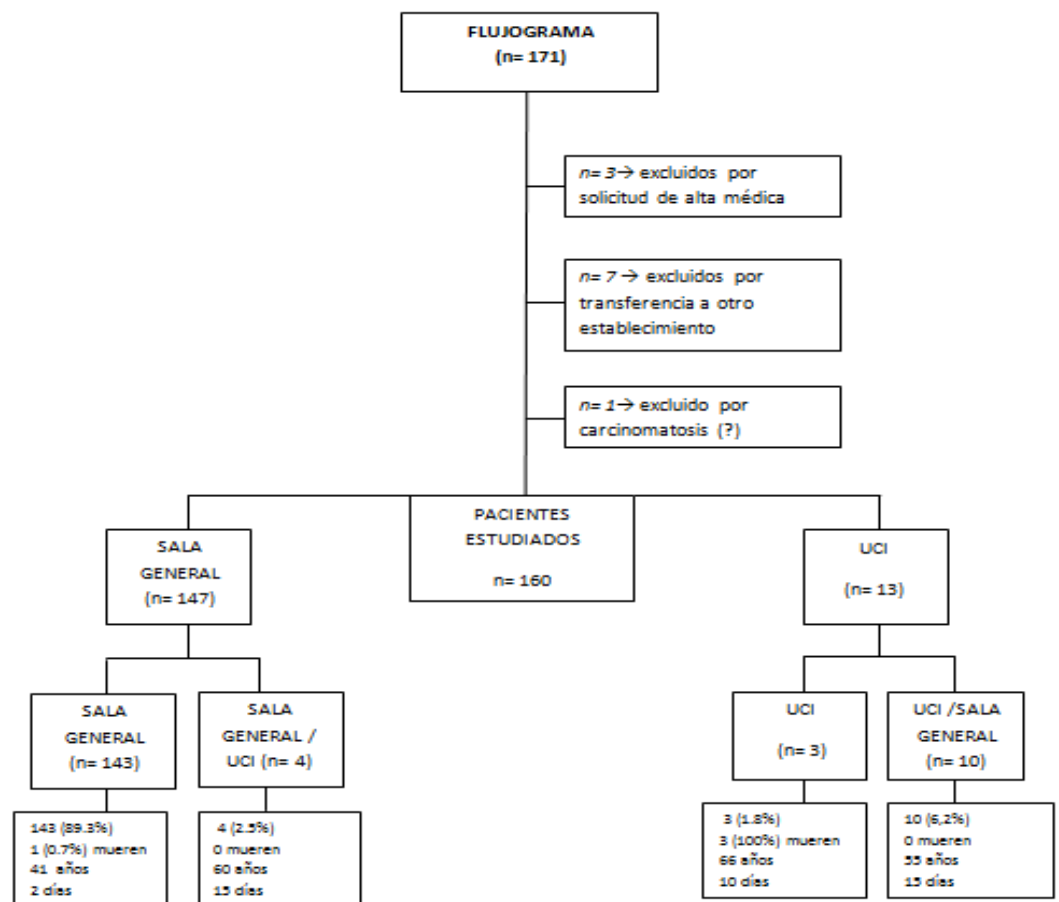 FLUJOGRAMA
(n= 171)
n= 3→ excluidos por
solicitud de alta médica
n= 7→ excluidos por
transferencia a otro
establecimiento
n= 1→ excluido por
carcinomatosis (?)
PACIENTES
ESTUDIADOS
n= 160
SALA
GENERAL
(n= 147)
UCI
(n= 13)
SALA
GENERAL
(n= 143)
SALA
GENERAL /
UCI (n= 4)
UCI
(n= 3)
UCI /SALA
GENERAL
(n= 10)
143 (89.3%)
1 (0.7%) mueren
41 años
2 días
4 (2.5%)
0 mueren
60 años
15 días
3 (1.8%)
3 (100%) mueren
66 años
10 días
10 (6,2%)
0 mueren
55 años
15 días